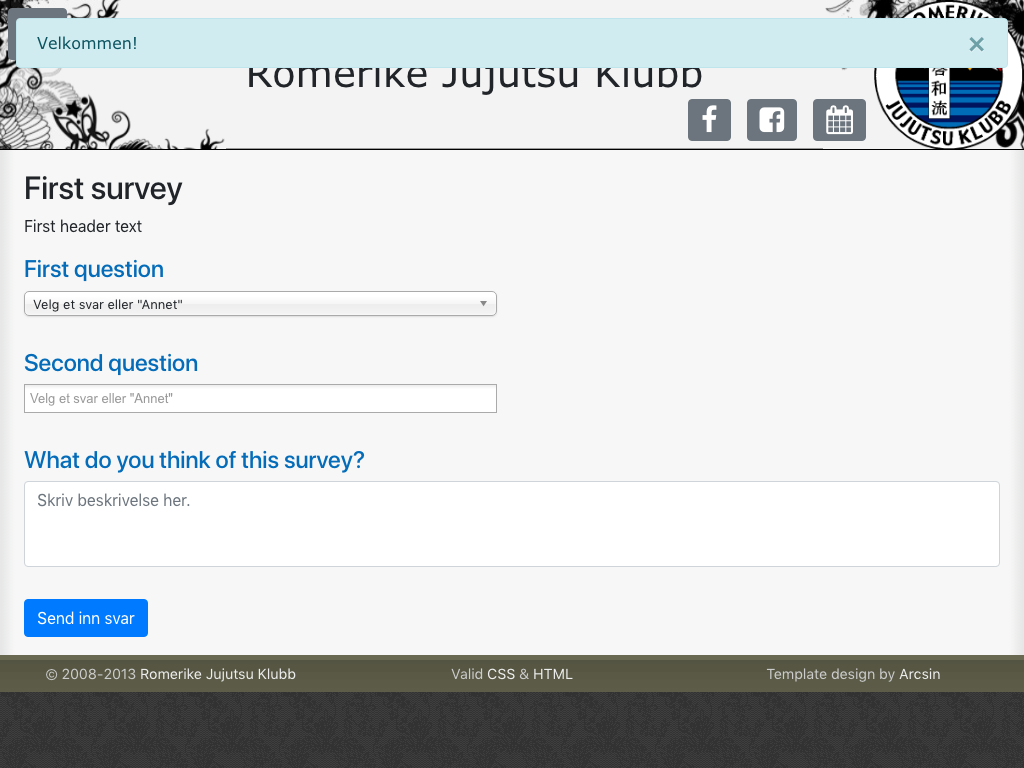 Velkommen!
×
Romerike Jujutsu Klubb
ROMERIKE
和流
JUJUTSU KLUBB
First survey
First header text
First question
Velg et svar eller "Annet"
Second question
Velg et svar eller "Annet"
What do you think of this survey?
Skriv beskrivelse her.
Send inn svar
© 2008-2013 Romerike Jujutsu Klubb
Valid CSS & HTML
Template design by Arcsin